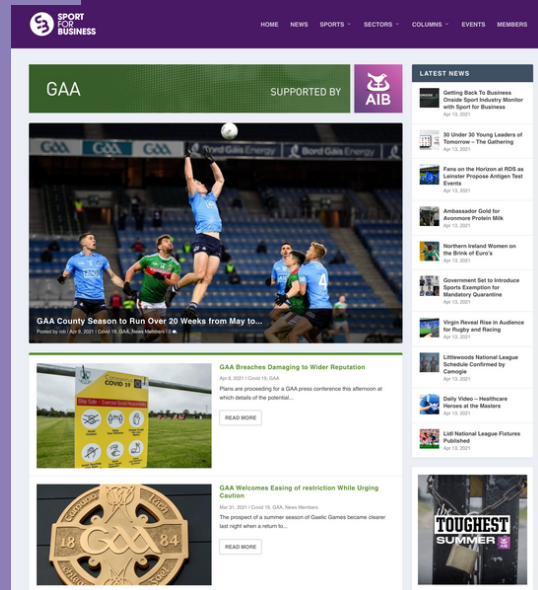 SPORT
FOR
BUSINESS
HOME NEWS SPORTS SECTORS COLUMNS EVENTS MEMBERS
GAA
SUPPORTED BY
AIB
GAA County Season to Run Over 20 Weeks from May to...
Posted by rob | Apr 9, 2021 | Covid 19, GAA, News Members | 0
GAA Breaches Damaging to Wider Reputation
Apr 8, 2021 | Covid 19, GAA
Plans are proceeding for a GAA press conference this afternoon at
which details of the potential...
READ MORE
COVID 19
GAA Welcomes Easing of restriction While Urging
Caution
Mar 31, 2021 | Covid 19, GAA, News Members
The prospect of a summer season of Gaelic Games became clearer
last night when a return to...
READ MORE
18 GAA 84
LATEST NEWS
Getting Back To Business
Onside Sport Industry Monitor
with Sport for Business
Apr 13, 2021
30 Under 30 Young Leaders of
Tomorrow – The Gathering
Apr 13, 2021
Fans on the Horizon at RDS as
Leinster Propose Antigen Test
Events
Apr 13, 2021
Ambassador Gold for
Avonmore Protein Milk
Apr 13, 2021
Northern Ireland Women on
the Brink of Euro's
Apr 13, 2021
Government Set to Introduce
Sports Exemption for
Mandatory Quarantine
Apr 13, 2021
Virgin Reveal Rise in Audience
for Rugby and Racing
Apr 13, 2021
Littlewoods National League
Schedule Confirmed by
Camogie
Apr 13, 2021
Daily Video – Healthcare
Heroes at the Masters
Apr 13, 2021
Lidl National League Fixtures
Published
Apr 13, 2021
the
TOUGHEST
SUMMER
AIB